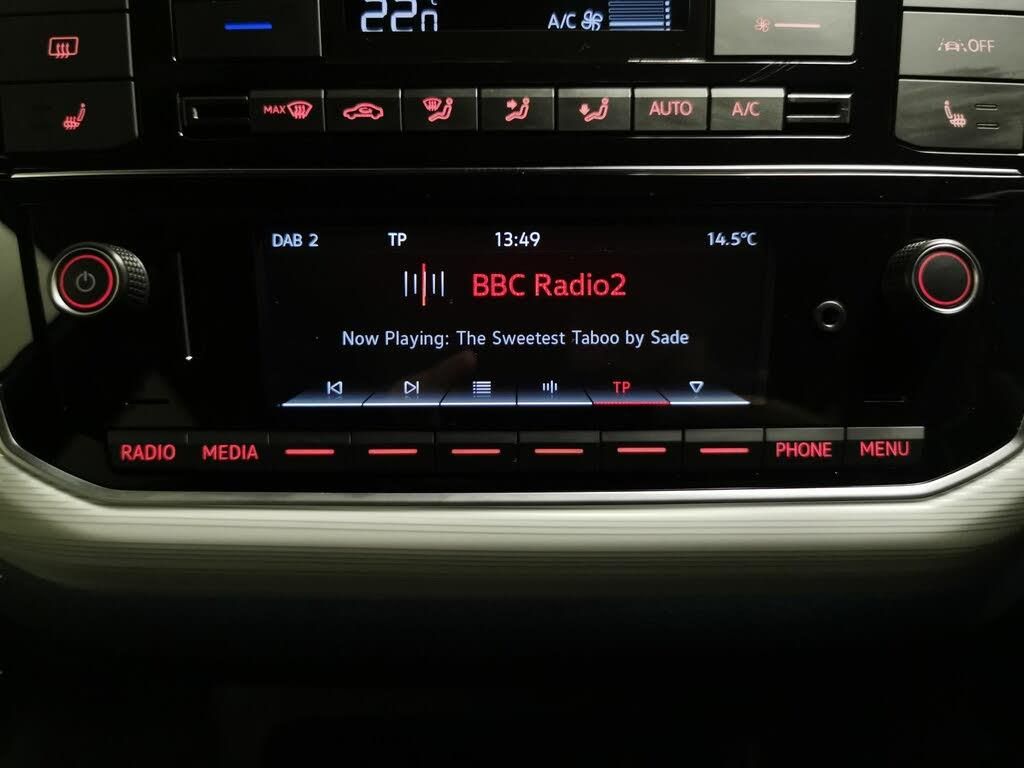 22.0
A/C
OFF
MAX
AUTO
A/C
DAB 2 TP 13:49 14.5°C
BBC Radio2
Now Playing: The Sweetest Taboo by Sade
TP
RADIO MEDIA PHONE MENU